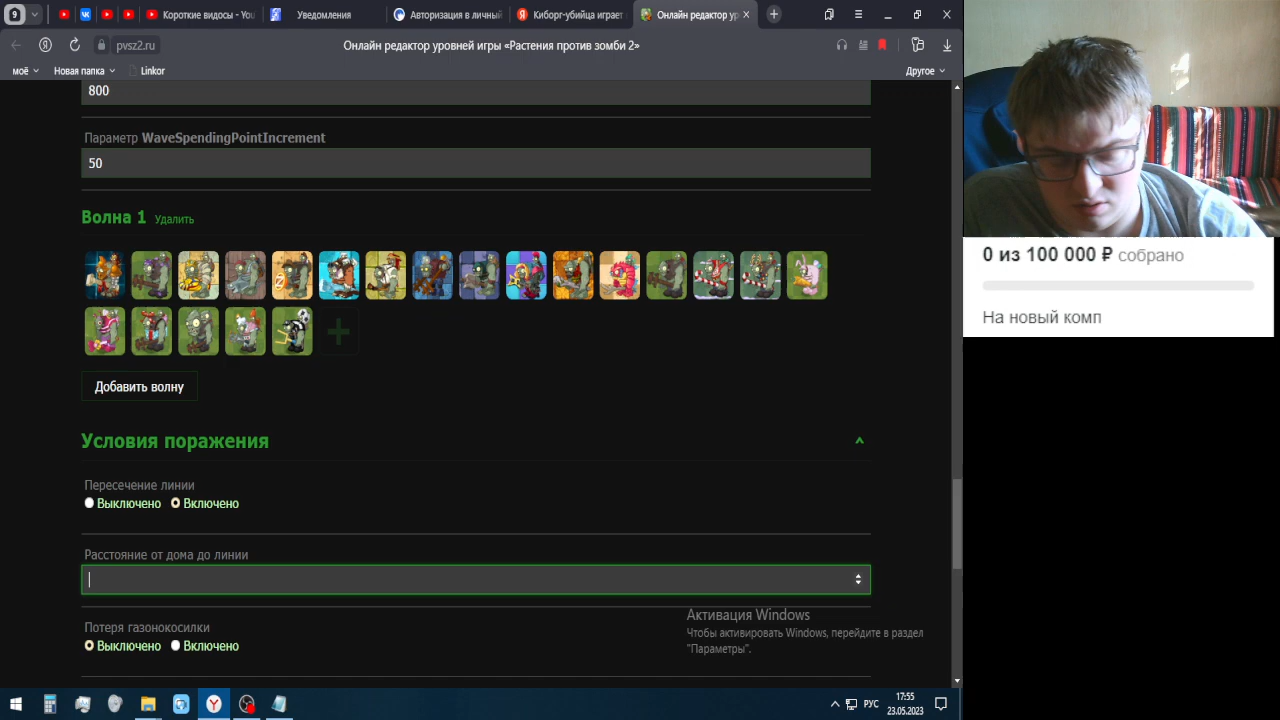 9
Короткие видосы - You
Уведомления
Авторизация в личный
Киборг-убийца играет
Онлайн редактор ур
pvsz2.ru
Онлайн редактор уровней игры «Растения против зомби 2»
моё
Новая папка
Linkor
Другое
800
Параметр WaveSpendingPointIncrement
50
Волна 1 Удалить
Добавить волну
Условия поражения
Пересечение линии
Выключено Включено
Расстояние от дома до линии
Потеря газонокосилки
Выключено Включено
Активация Windows
Чтобы активировать Windows, перейдите в раздел
"Параметры".
РУС
17:55
23.05.2023
0 из 100 000 ₽ собрано
На новый комп